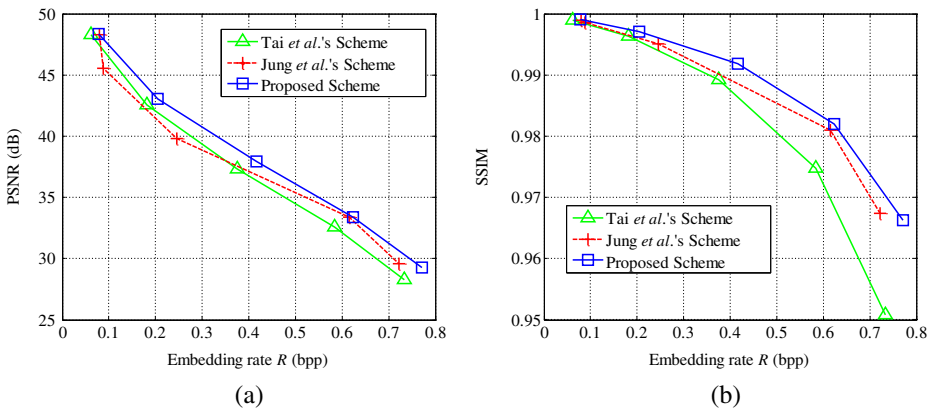 50
45
40
35
30
25
PSNR (dB)
Tai et al.'s Scheme
Jung et al.'s Scheme
Proposed Scheme
0 0.1 0.2 0.3 0.4 0.5 0.6 0.7 0.8
Embedding rate R (bpp)
(a)
1
0.99
0.98
0.97
0.96
0.95
SSIM
Tai et al.'s Scheme
Jung et al.'s Scheme
Proposed Scheme
0 0.1 0.2 0.3 0.4 0.5 0.6 0.7 0.8
Embedding rate R (bpp)
(b)